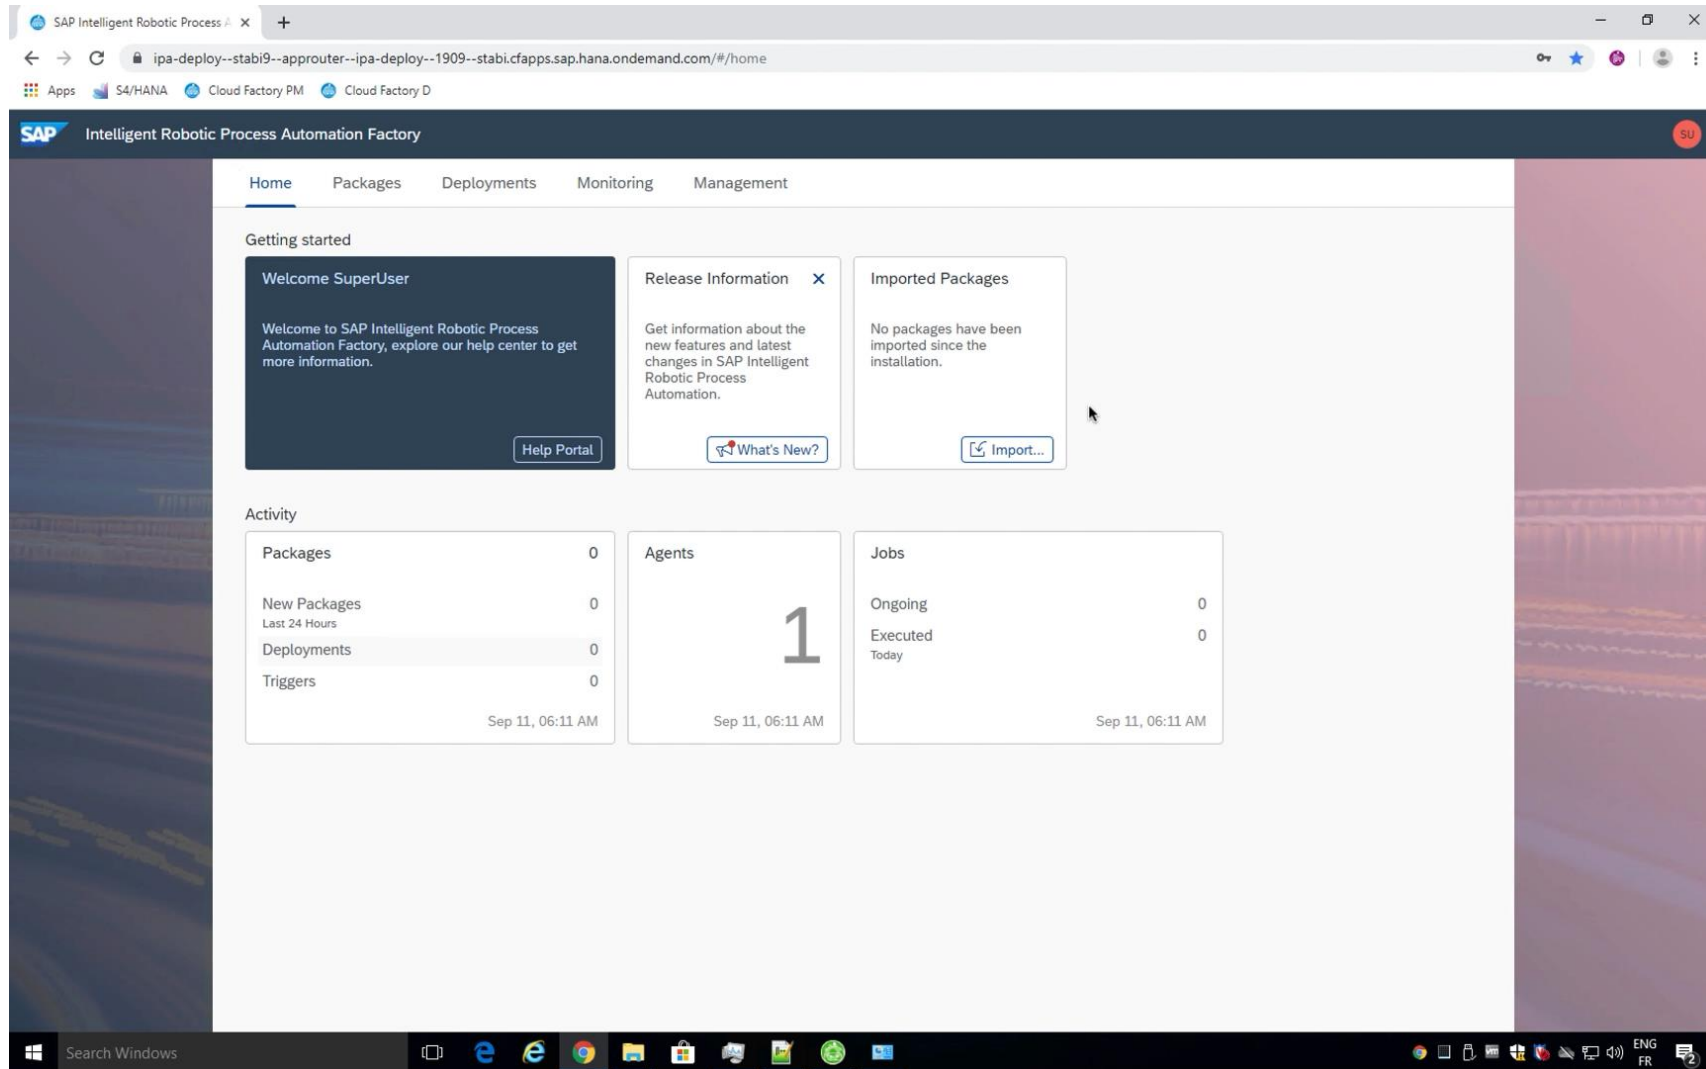 SAP Intelligent Robotic Process A
ipa-deploy--stabi9--approuter--ipa-deploy--1909--stabi.cfapps.sap.hana.ondemand.com/#/home
Apps S4/HANA Cloud Factory PM Cloud Factory D
SAP Intelligent Robotic Process Automation Factory SU
Home Packages Deployments Monitoring Management
Getting started
Welcome SuperUser
Welcome to SAP Intelligent Robotic Process
Automation Factory, explore our help center to get
more information.
Help Portal
Release Information
Get information about the
new features and latest
changes in SAP Intelligent
Robotic Process
Automation.
What's New?
Imported Packages
No packages have been
imported since the
installation.
Import...
Activity
Packages 0
New Packages 0
Last 24 Hours
Deployments 0
Triggers 0
Sep 11, 06:11 AM
Agents
1
Sep 11, 06:11 AM
Jobs
Ongoing 0
Executed 0
Today
Sep 11, 06:11 AM
Search Windows
ENG
FR
2